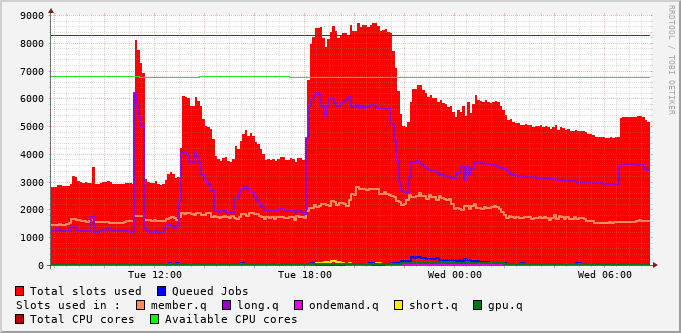 9000
8000
7000
6000
5000
4000
3000
2000
1000
0
Tue 12:00 Tue 18:00 Wed 00:00 Wed 06:00
Total slots used Queued Jobs
Slots used in : member.q long.q ondemand.q short.q gpu.q
Total CPU cores Available CPU cores
RRDTOOL / TOBI OETIKER